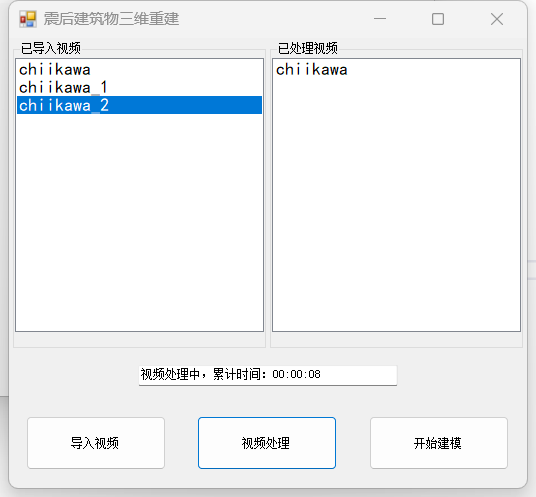 震后建筑物三维重建
已导入视频
chiikawa
chiikawa_1
chiikawa_2
已处理视频
chiikawa
视频处理中，累计时间：00:00:08
导入视频
视频处理
开始建模